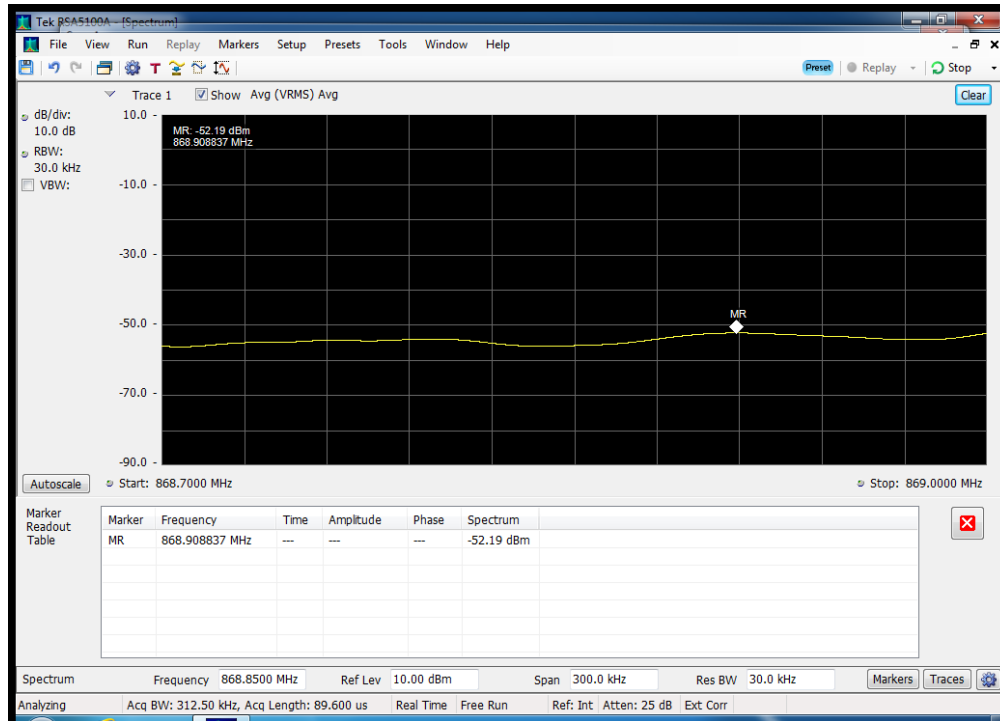 Tek RSA5100A - [Spectrum]
File View Run Replay Markers Setup Presets Tools Window Help
T Preset Replay Stop
Trace 1 Show Avg (VRMS) Avg Clear
dB/div:
10.0 dB
RBW:
30.0 kHz
VBW:
10.0
-10.0
-30.0
-50.0
-70.0
-90.0
MR: -52.19 dBm
868.908837 MHz
MR
Autoscale Start: 868.7000 MHz Stop: 869.0000 MHz
Marker
Readout
Table
Marker Frequency Time Amplitude Phase Spectrum
MR 868.908837 MHz --- --- --- -52.19 dBm
Spectrum Frequency 868.8500 MHz Ref Lev 10.00 dBm Span 300.0 kHz Res BW 30.0 kHz Markers Traces
Analyzing Acq BW: 312.50 kHz, Acq Length: 89.600 us Real Time Free Run Ref: Int Atten: 25 dB Ext Corr